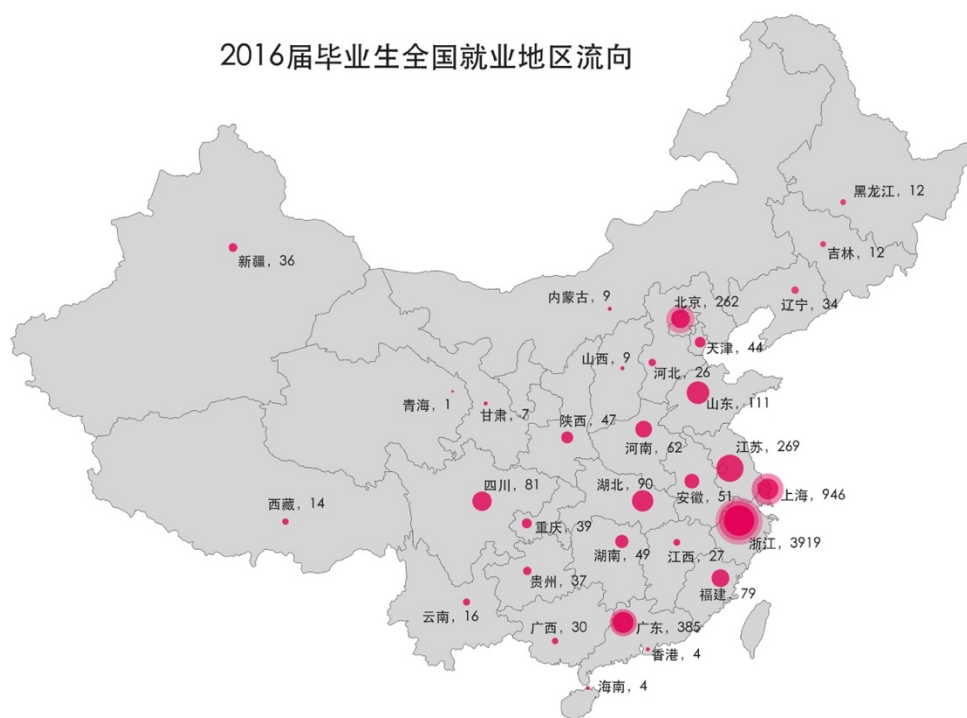 2016届毕业生全国就业地区流向
黑龙江，12
吉林，12
新疆，36
内蒙古，9
北京，262
辽宁，34
天津，44
山西，9
河北，26
青海，1
甘肃，7
山东，111
陕西，47
河南，62
江苏，269
四川，81
湖北，90
安徽，51
上海，946
西藏，14
重庆，39
浙江，3919
湖南，49
江西，27
贵州，37
福建，79
云南，16
广西，30
广东，385
香港，4
海南，4